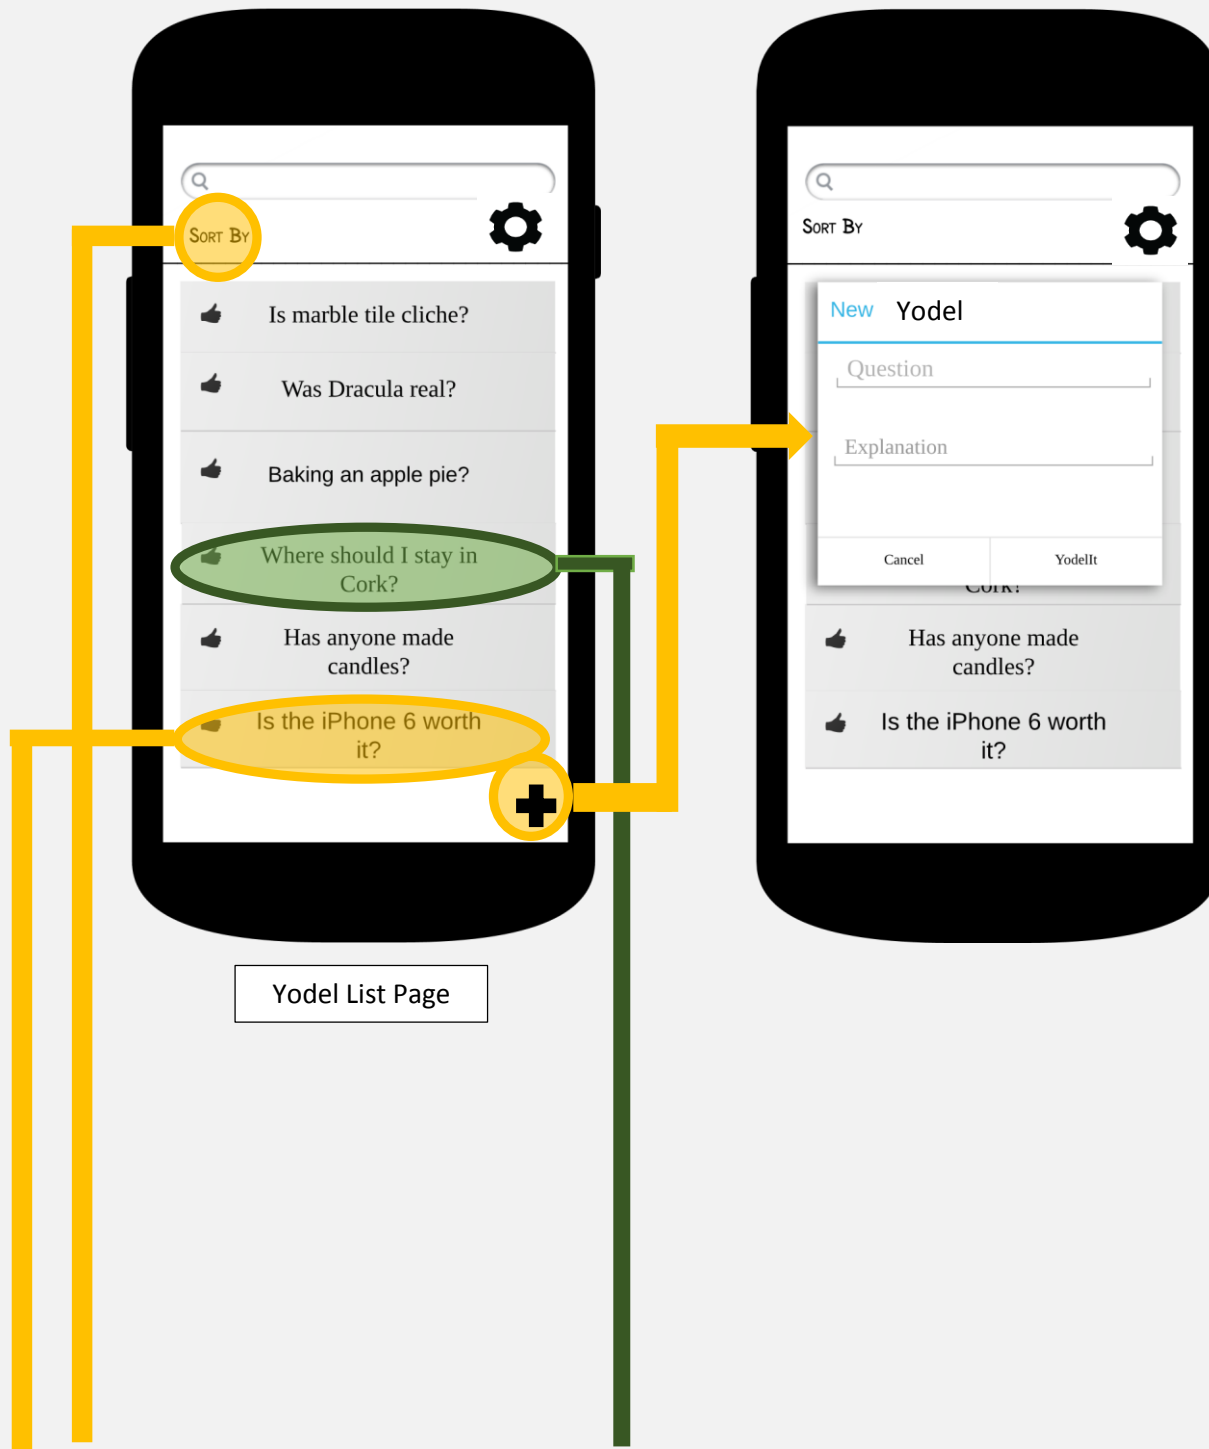 Sort By
Is marble tile cliche?
Was Dracula real?
Baking an apple pie?
Where should I stay in
Cork?
Has anyone made
candles?
Is the iPhone 6 worth
it?
Yodel List Page
Sort By
New Yodel
Question
Explanation
Cancel YodelIt
Cork?
Has anyone made
candles?
Is the iPhone 6 worth
it?